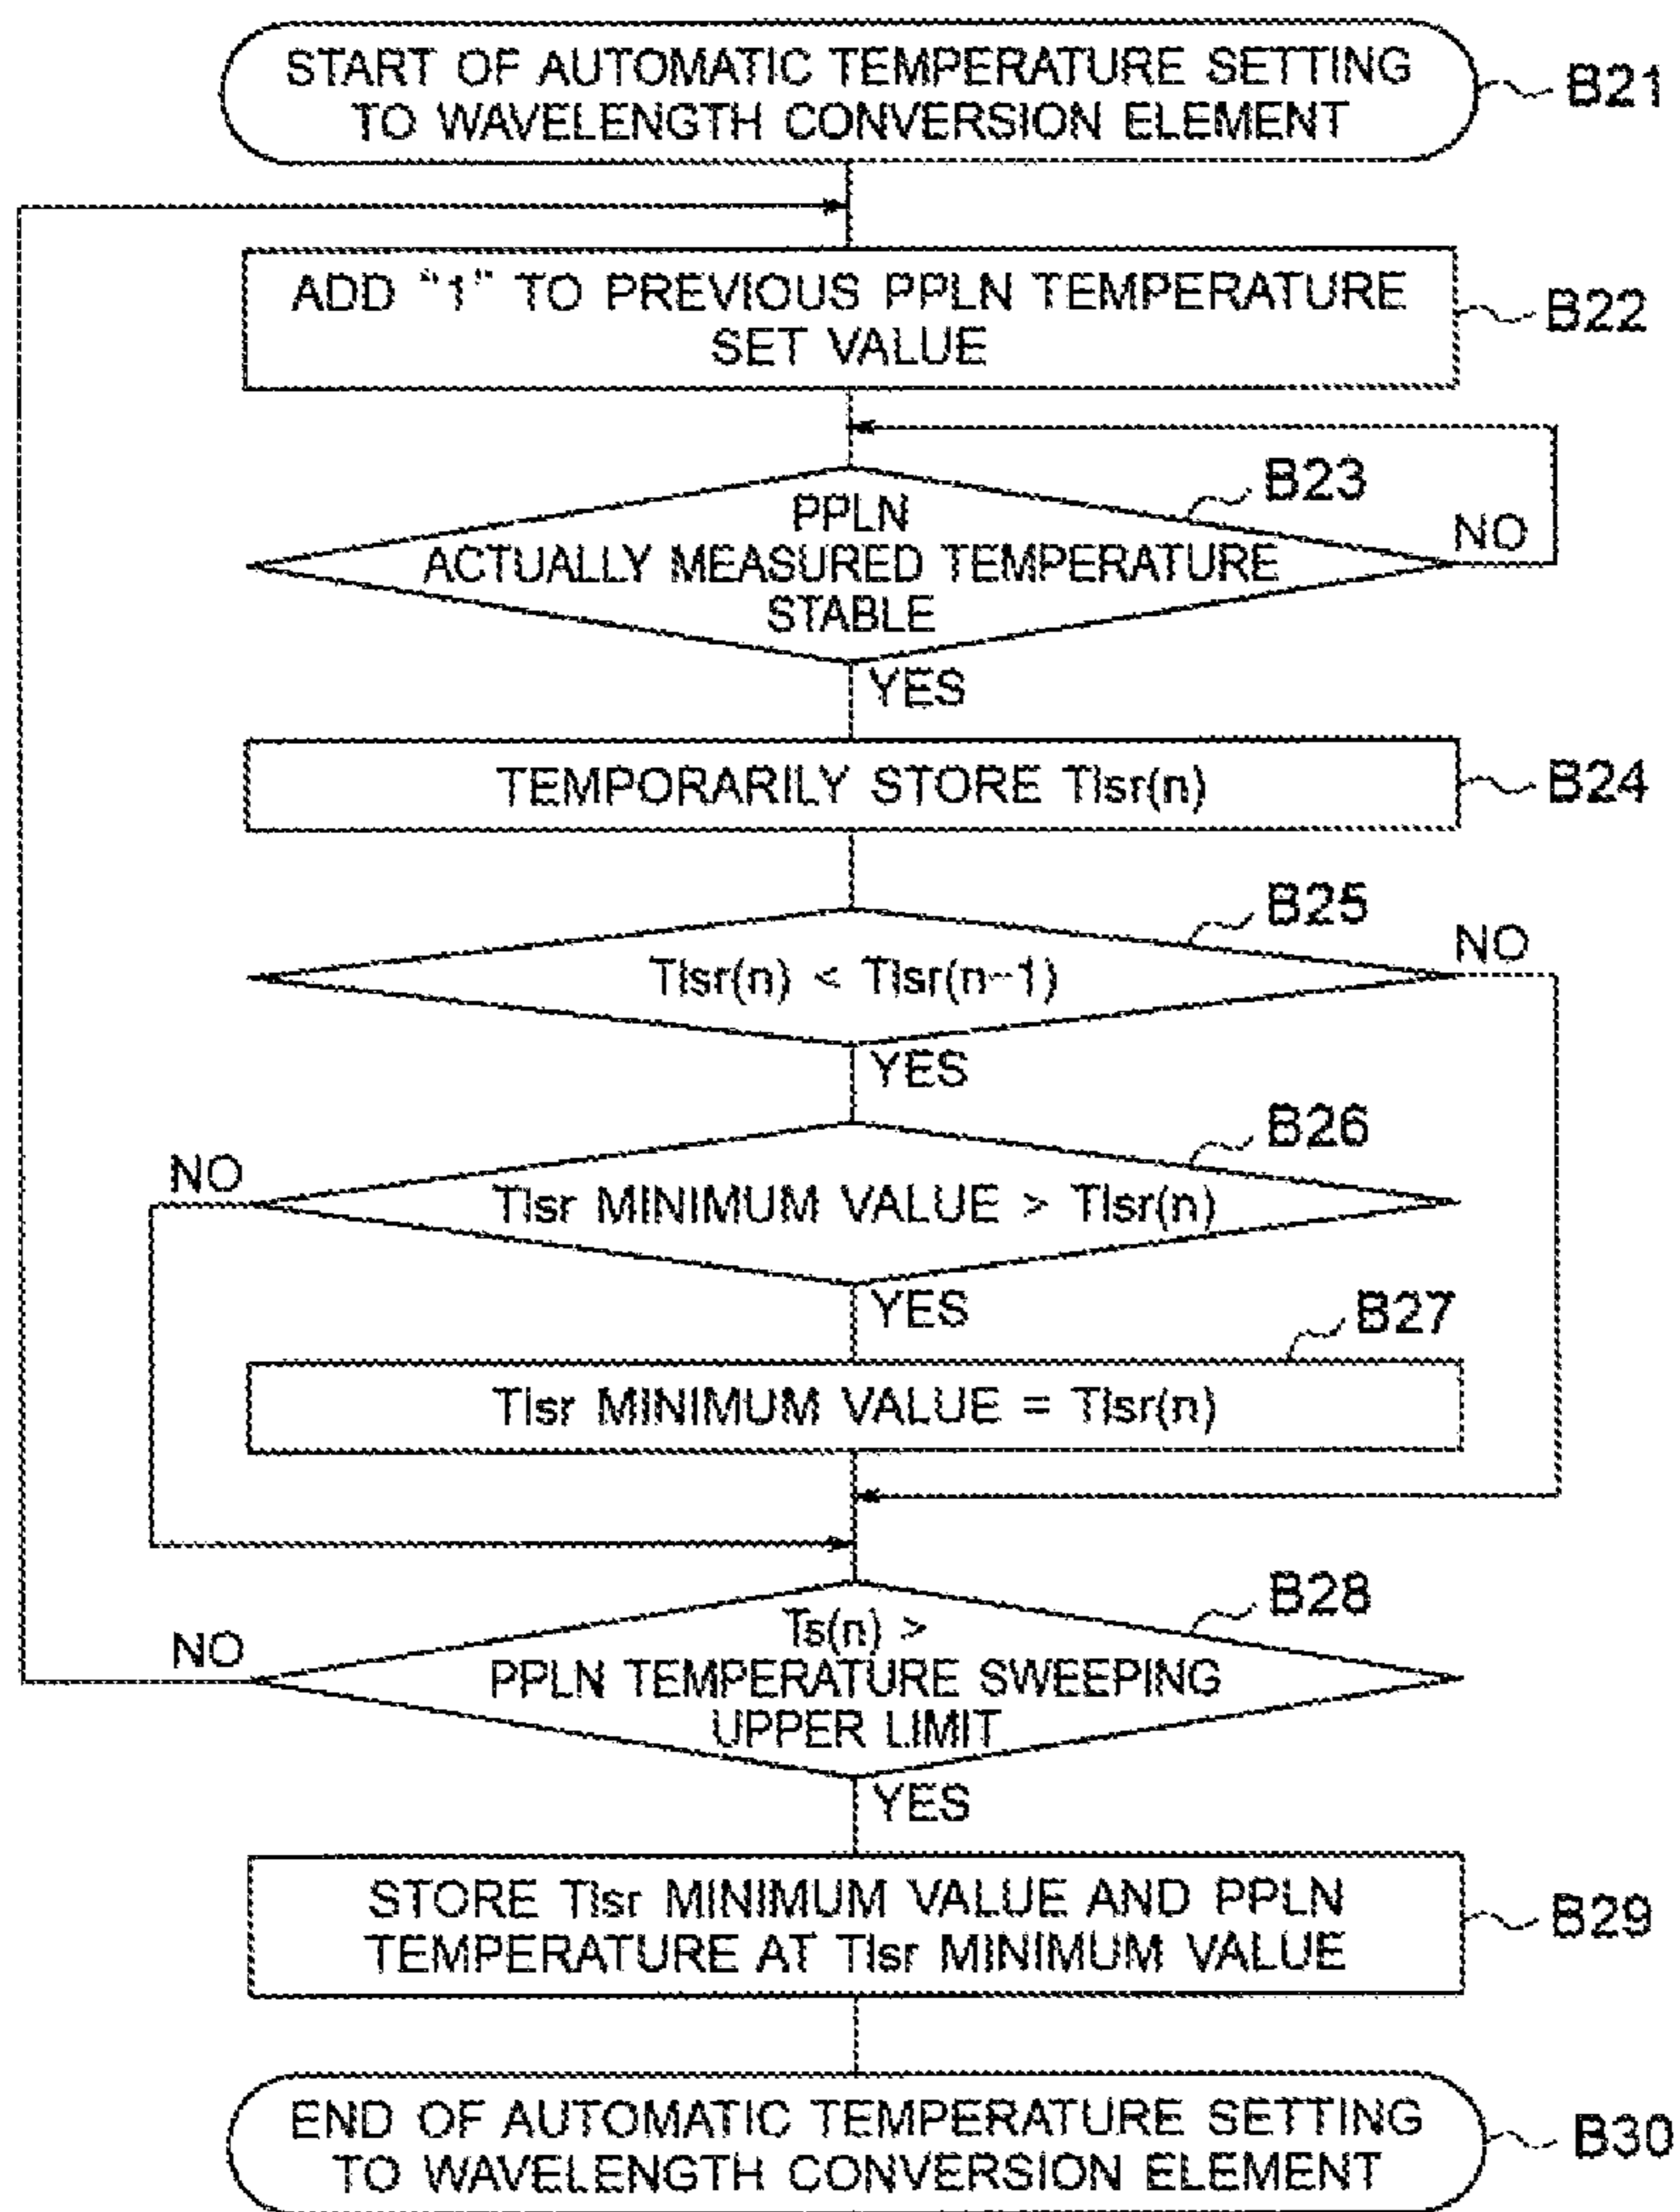 START OF AUTOMATIC TEMPERATURE SETTING
TO WAVELENGTH CONVERSION ELEMENT
B21
ADD "1" TO PREVIOUS PPLN TEMPERATURE
SET VALUE
B22
B23
PPLN
ACTUALLY MEASURED TEMPERATURE
STABLE
NO
YES
TEMPORARILY STORE Tlsr(n)
B24
B25
NO
Tlsr(n) < Tlsr(n-1)
YES
B26
NO
Tlsr MINIMUM VALUE > Tlsr(n)
YES
B27
Tlsr MINIMUM VALUE = Tlsr(n)
B28
Ts(n) >
NO
PPLN TEMPERATURE SWEEPING
UPPER LIMIT
YES
STORE Tlsr MINIMUM VALUE AND PPLN
TEMPERATURE AT Tlsr MINIMUM VALUE
B29
END OF AUTOMATIC TEMPERATURE SETTING
TO WAVELENGTH CONVERSION ELEMENT
B30